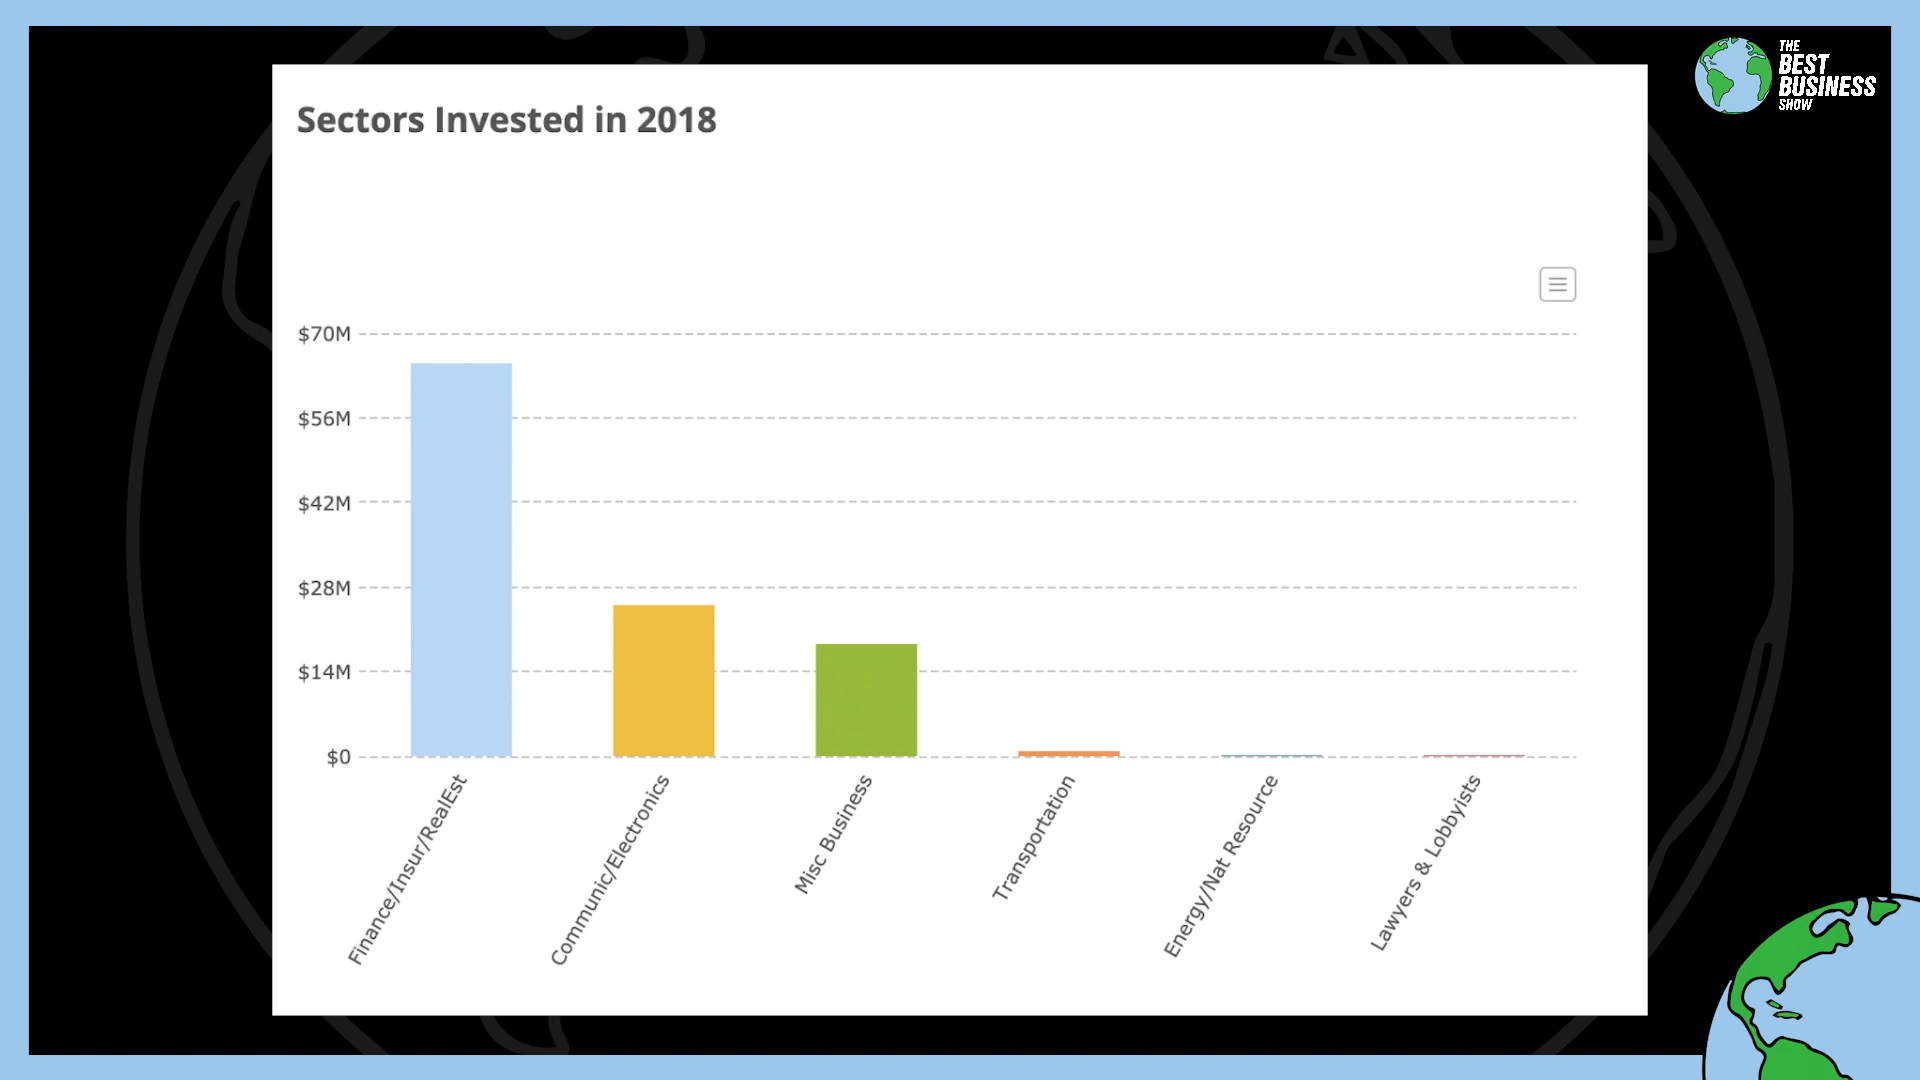 THE
BEST
BUSINESS
SHOW
Sectors Invested in 2018
$70M
$56M
$42M
$28M
$14M
$0
Finance/Insur/RealEst
Communic/Electronics
Misc Business
Transportation
Energy/Nat Resource
Lawyers & Lobbyists